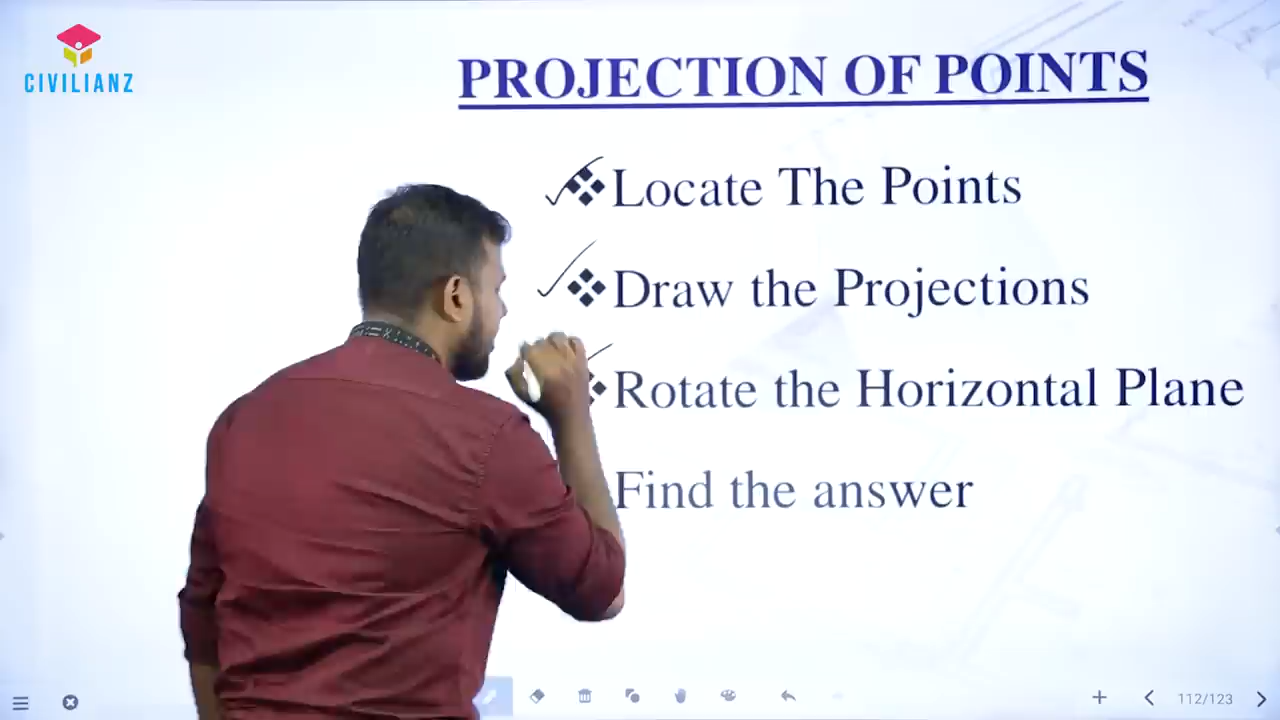 CIVILIANZ
PROJECTION OF POINTS
Locate The Points
Draw the Projections
Rotate the Horizontal Plane
Find the answer
112/123